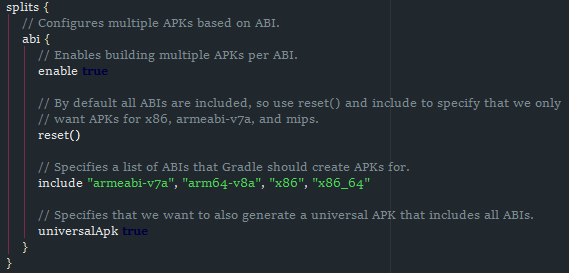 splits {
// Configures multiple APKs based on ABI.
abi {
// Enables building multiple APKs per ABI.
enable true
// By default all ABIs are included, so use reset() and include to specify that we only
// want APKs for x86, armeabi-v7a, and mips.
reset()
// Specifies a list of ABIs that Gradle should create APKs for.
include "armeabi-v7a", "arm64-v8a", "x86", "x86_64"
// Specifies that we want to also generate a universal APK that includes all ABIs.
universalApk true
}
}